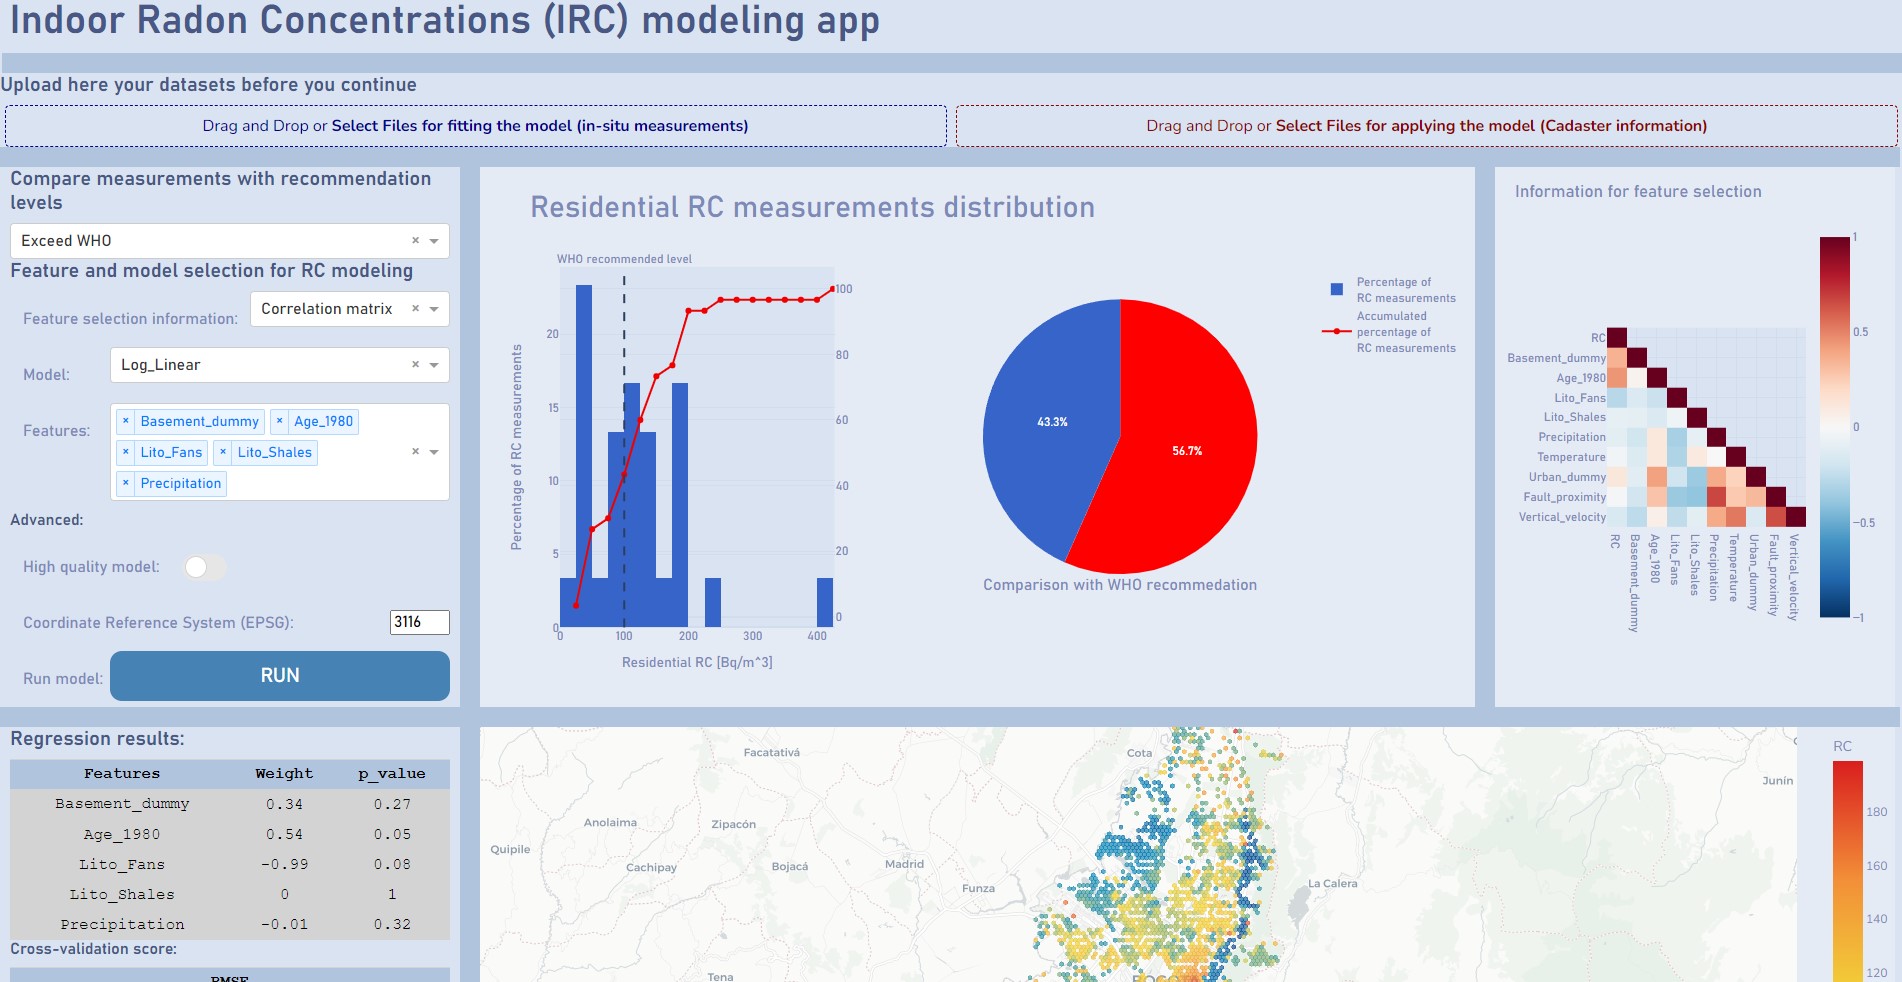 Indoor Radon Concentrations (IRC) modeling app
Upload here your datasets before you continue
Drag and Drop or Select Files for fitting the model (in-situ measurements)
Drag and Drop or Select Files for applying the model (Cadaster information)
Compare measurements with recommendation
levels
Exceed WHO
Feature and model selection for RC modeling
Feature selection information:
Correlation matrix
Model:
Log_Linear
Features:
× Basement_dummy
× Age_1980
× Lito_Fans
× Lito_Shales
× Precipitation
Advanced:
High quality model:
Coordinate Reference System (EPSG):
3116
Run model:
RUN
Residential RC measurements distribution
WHO recommended level
Percentage of RC measurements
20
15
10
5
0
0
100
200
300
400
100
80
60
40
20
0
Residential RC [Bq/m^3]
43.3%
56.7%
Comparison with WHO recommedation
Percentage of
RC measurements
Accumulated
percentage of
RC measurements
Information for feature selection
RC
Basement_dummy
Age_1980
Lito_Fans
Lito_Shales
Precipitation
Temperature
Urban_dummy
Fault_proximity
Vertical_velocity
RC
Basement_dummy
Age_1980
Lito_Fans
Lito_Shales
Precipitation
Temperature
Urban_dummy
Fault_proximity
Vertical_velocity
1
0.5
0
−0.5
−1
Regression results:
Features Weight p_value
Basement_dummy 0.34 0.27
Age_1980 0.54 0.05
Lito_Fans -0.99 0.08
Lito_Shales 0 1
Precipitation -0.01 0.32
Cross-validation score:
RMSE
Facatativá
Cota
Junín
Anolaima
Zipacón
Quipile
Cachipay
Bojacá
Madrid
Funza
La Calera
Tena
RC
180
160
140
120